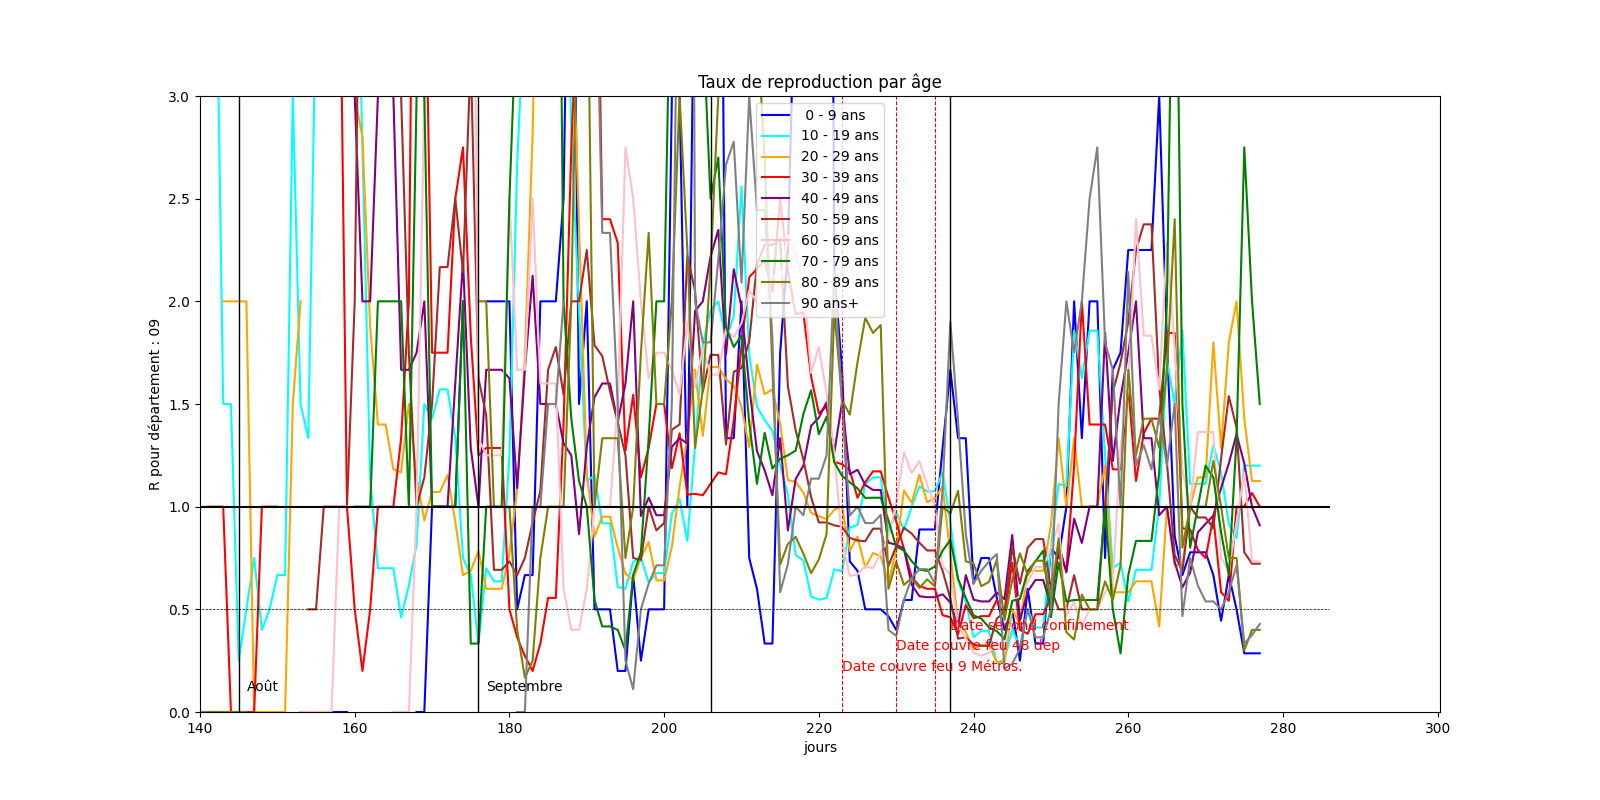 Taux de reproduction par âge
3.0
2.5
2.0
1.5
1.0
0.5
0.0
R pour département : 09
0 - 9 ans
10 - 19 ans
20 - 29 ans
30 - 39 ans
40 - 49 ans
50 - 59 ans
60 - 69 ans
70 - 79 ans
80 - 89 ans
90 ans+
Date second confinement
Date couvre feu 48 dep
Date couvre feu 9 Métros.
Août
Septembre
140 160 180 200 220 240 260 280 300
jours